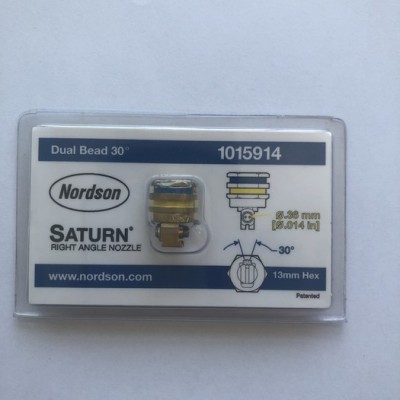 Dual Bead 30°
1015914
Nordson
SATURN®
RIGHT ANGLE NOZZLE
www.nordson.com
Ø.36 mm
[Ø.014 in]
30°
13mm Hex
Patented